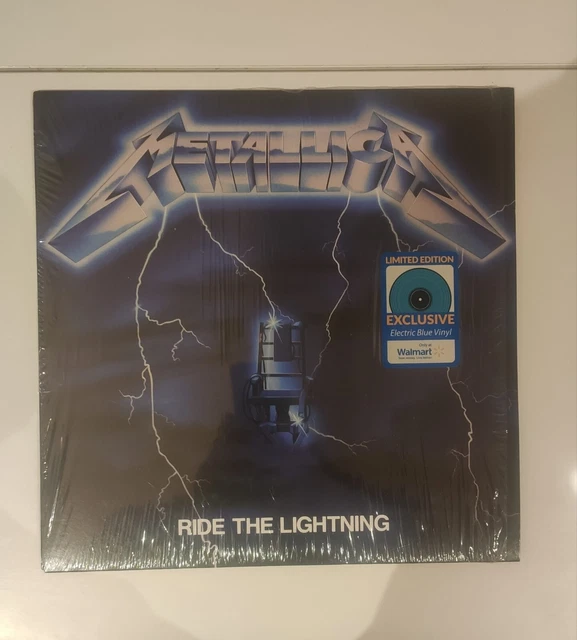 METALLICA
LIMITED EDITION
EXCLUSIVE
Electric Blue Vinyl
Only at
Walmart
RIDE THE LIGHTNING